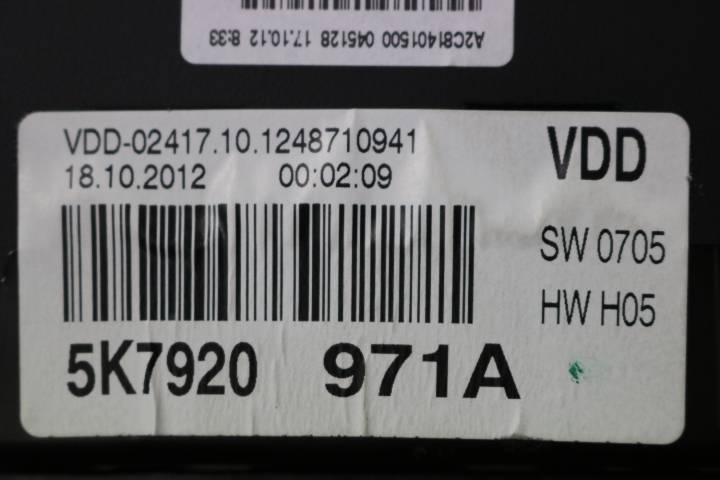 A2C81401500 045128 17.10.12 8:33
VDD-02417.10.1248710941
18.10.2012 00:02:09
VDD
SW 0705
HW H05
5K7920 971A